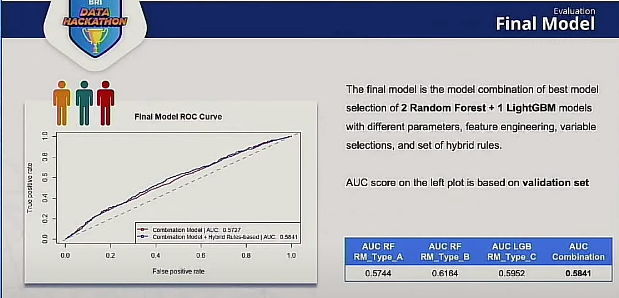 BRI
DATA
HACKATHON
Evaluation
Final Model
The final model is the model combination of best model
selection of 2 Random Forest + 1 LightGBM models
with different parameters, feature engineering, variable
selections, and set of hybrid rules.
AUC score on the left plot is based on validation set
Final Model ROC Curve
True positive rate
1.0
0.8
0.6
0.4
0.2
0.0
Combination Model | AUC: 0.5727
Combination Model + Hybrid Rules-based | AUC: 0.5841
0.0 0.2 0.4 0.6 0.8 1.0
False positive rate
AUC RF AUC RF AUC LGB AUC
RM_Type_A RM_Type_B RM_Type_C Combination
0.5744 0.6164 0.5952 0.5841